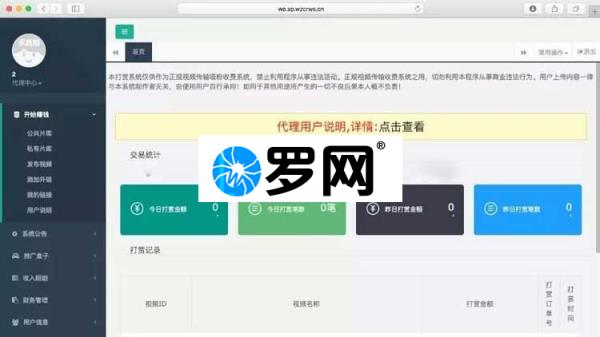 we.sp.wzcrws.cn
2
代理中心
首页
常用操作
退出
开始赚钱
公共片库
私有片库
发布视频
添加外链
我的链接
用户说明
系统公告
推广盒子
收入明细
财务管理
用户信息
本打赏系统仅供作为正规视频传输吸粉收费系统，禁止利用程序从事违法活动。正规视频传输收费系统之用，切勿利用本程序从事商业违法行为。用户上传内容一律
与本系统制作者无关，由使用用户自行承担！如用于其他用途所产生的一切不良后果本人概不负责！
代理用户说明,详情:点击查看
交易统计
罗网®
今日打赏金额
0
今日打赏笔数
0笔
昨日打赏金额
0
昨日打赏笔数
0
打赏记录
视频ID
视频名称
打赏金额
打赏订单号
打赏时间